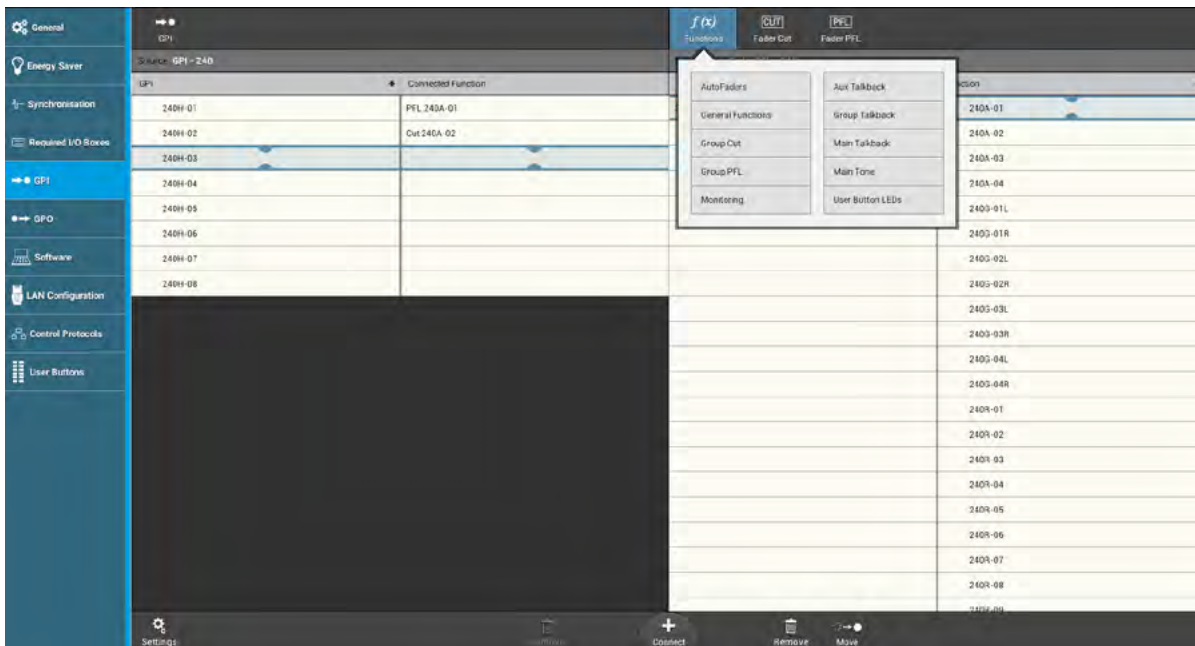 General
Energy Saver
Synchronisation
Required I/O Boxes
GPI
GPO
Software
LAN Configuration
Control Protocols
User Buttons
GPI
Source: GPI - 240
GPI
Connected Function
240H-01
PFL 240A-01
240H-02
Cut 240A-02
240H-03
240H-04
240H-05
240H-06
240H-07
240H-08
f(x)
Functions
CUT
Fader Cut
PFL
Fader PFL
AutoFaders
Aux Talkback
General Functions
Group Talkback
Group Cut
Main Talkback
Group PFL
Main Tone
Monitoring
User Button LEDs
240A-01
240A-02
240A-03
240A-04
240G-01L
240G-01R
240G-02L
240G-02R
240G-03L
240G-03R
240G-04L
240G-04R
240R-01
240R-02
240R-03
240R-04
240R-05
240R-06
240R-07
240R-08
Settings
Connect
Remove
Move